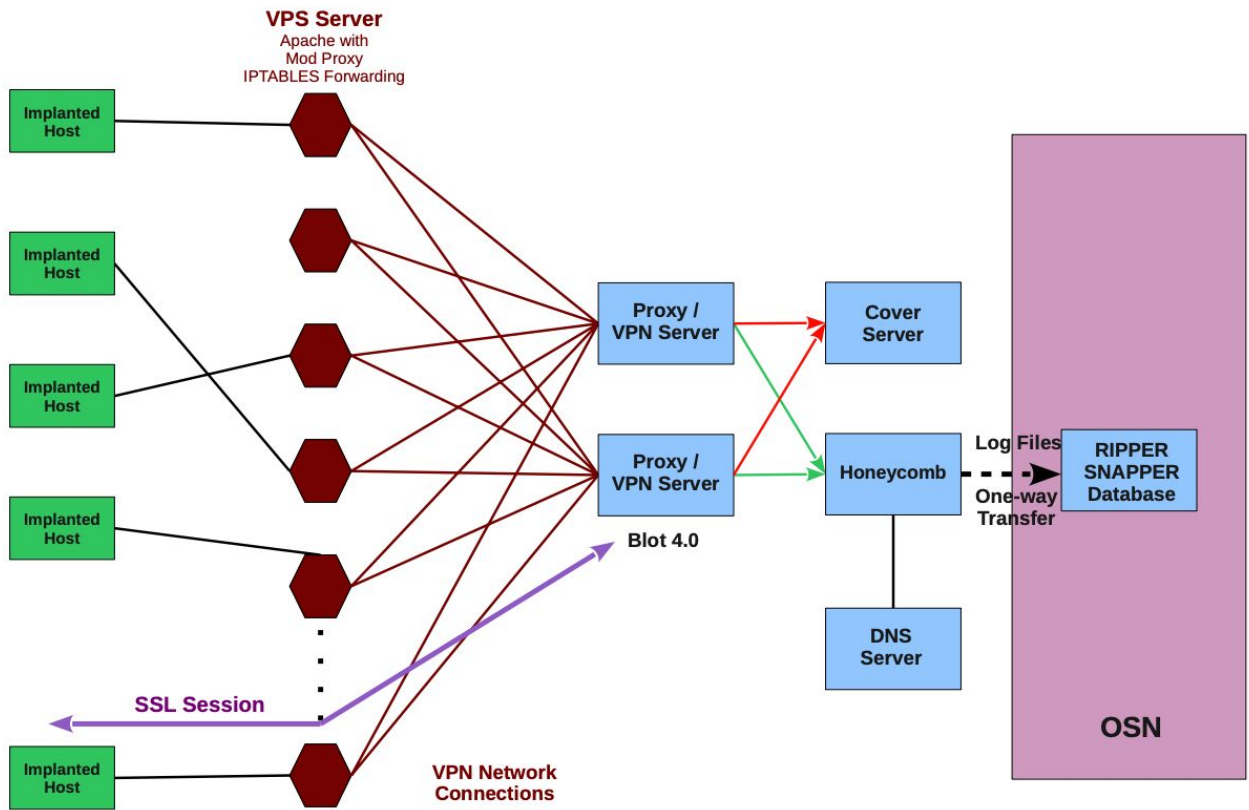 VPS Server
Apache with
Mod Proxy
IPTABLES Forwarding
Implanted
Host
Implanted
Host
Implanted
Host
Implanted
Host
Implanted
Host
Proxy /
VPN Server
Proxy /
VPN Server
Blot 4.0
Cover
Server
Honeycomb
DNS
Server
Log Files
One-way
Transfer
RIPPER
SNAPPER
Database
OSN
SSL Session
VPN Network
Connections